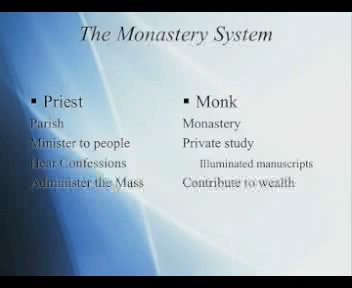 The Monastery System
▪ Priest
Parish
Minister to people
Hear Confessions
Administer the Mass
▪ Monk
Monastery
Private study
Illuminated manuscripts
Contribute to wealth